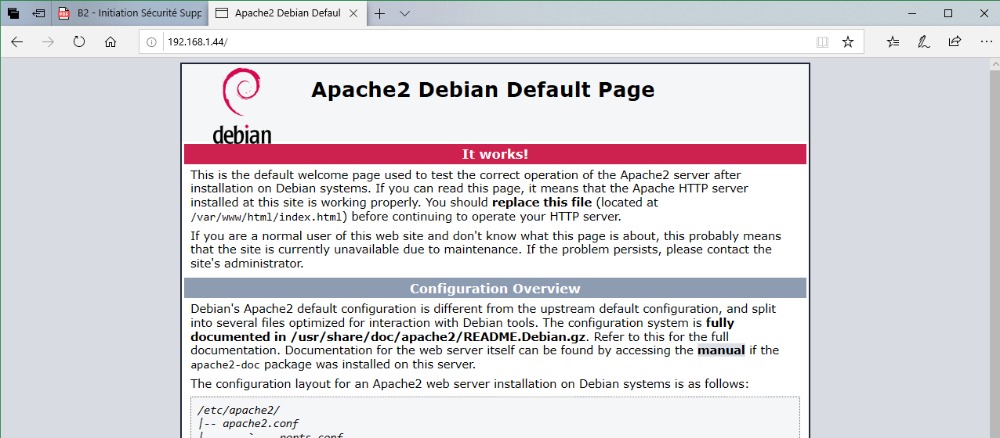 B2 - Initiation Sécurité Supp
Apache2 Debian Defaul
192.168.1.44/
debian
Apache2 Debian Default Page
It works!
This is the default welcome page used to test the correct operation of the Apache2 server after
installation on Debian systems. If you can read this page, it means that the Apache HTTP server
installed at this site is working properly. You should replace this file (located at
/var/www/html/index.html) before continuing to operate your HTTP server.
If you are a normal user of this web site and don't know what this page is about, this probably means
that the site is currently unavailable due to maintenance. If the problem persists, please contact the
site's administrator.
Configuration Overview
Debian's Apache2 default configuration is different from the upstream default configuration, and split
into several files optimized for interaction with Debian tools. The configuration system is fully
documented in /usr/share/doc/apache2/README.Debian.gz. Refer to this for the full
documentation. Documentation for the web server itself can be found by accessing the manual if the
apache2-doc package was installed on this server.
The configuration layout for an Apache2 web server installation on Debian systems is as follows:
/etc/apache2/
|-- apache2.conf
|       `--  ports.conf